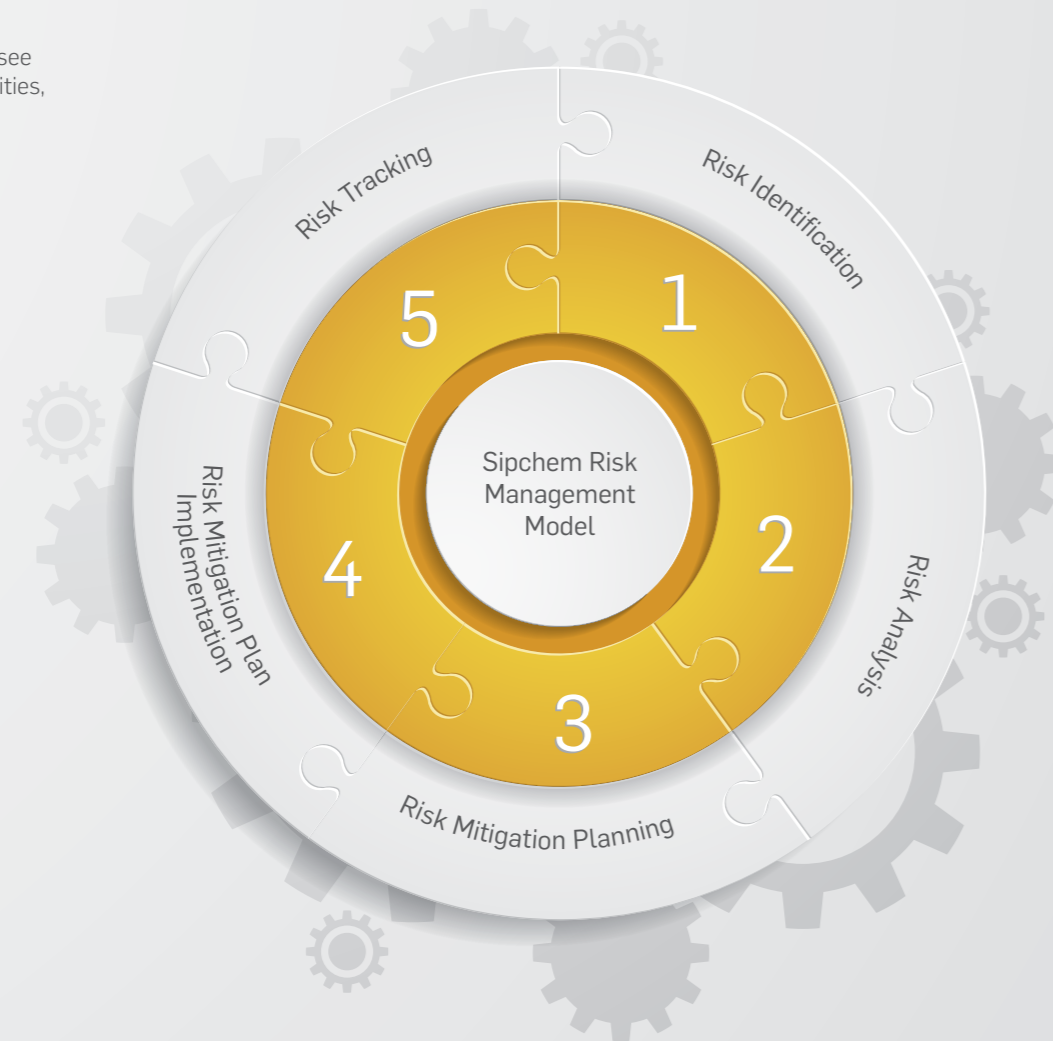 see
ities,
Sipchem Risk
Management
Model
1
Risk Identification
2
Risk Analysis
3
Risk Mitigation Planning
4
Risk Mitigation Plan
Implementation
5
Risk Tracking